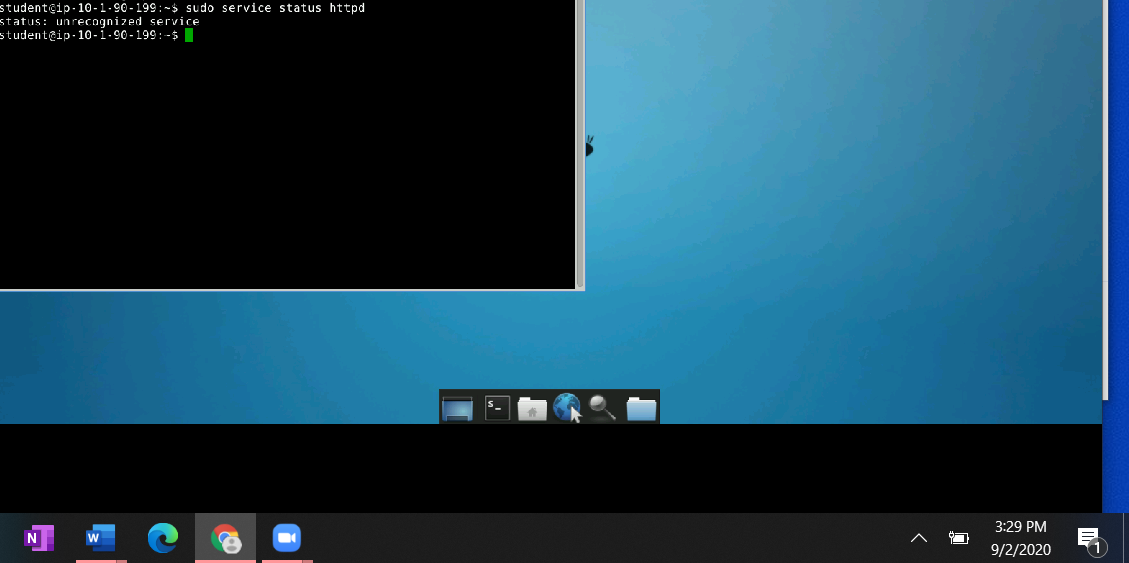 student@ip-10-1-90-199:~$ sudo service status httpd
status: unrecognized service
student@ip-10-1-90-199:~$
$_
N
W
3:29 PM
9/2/2020
1